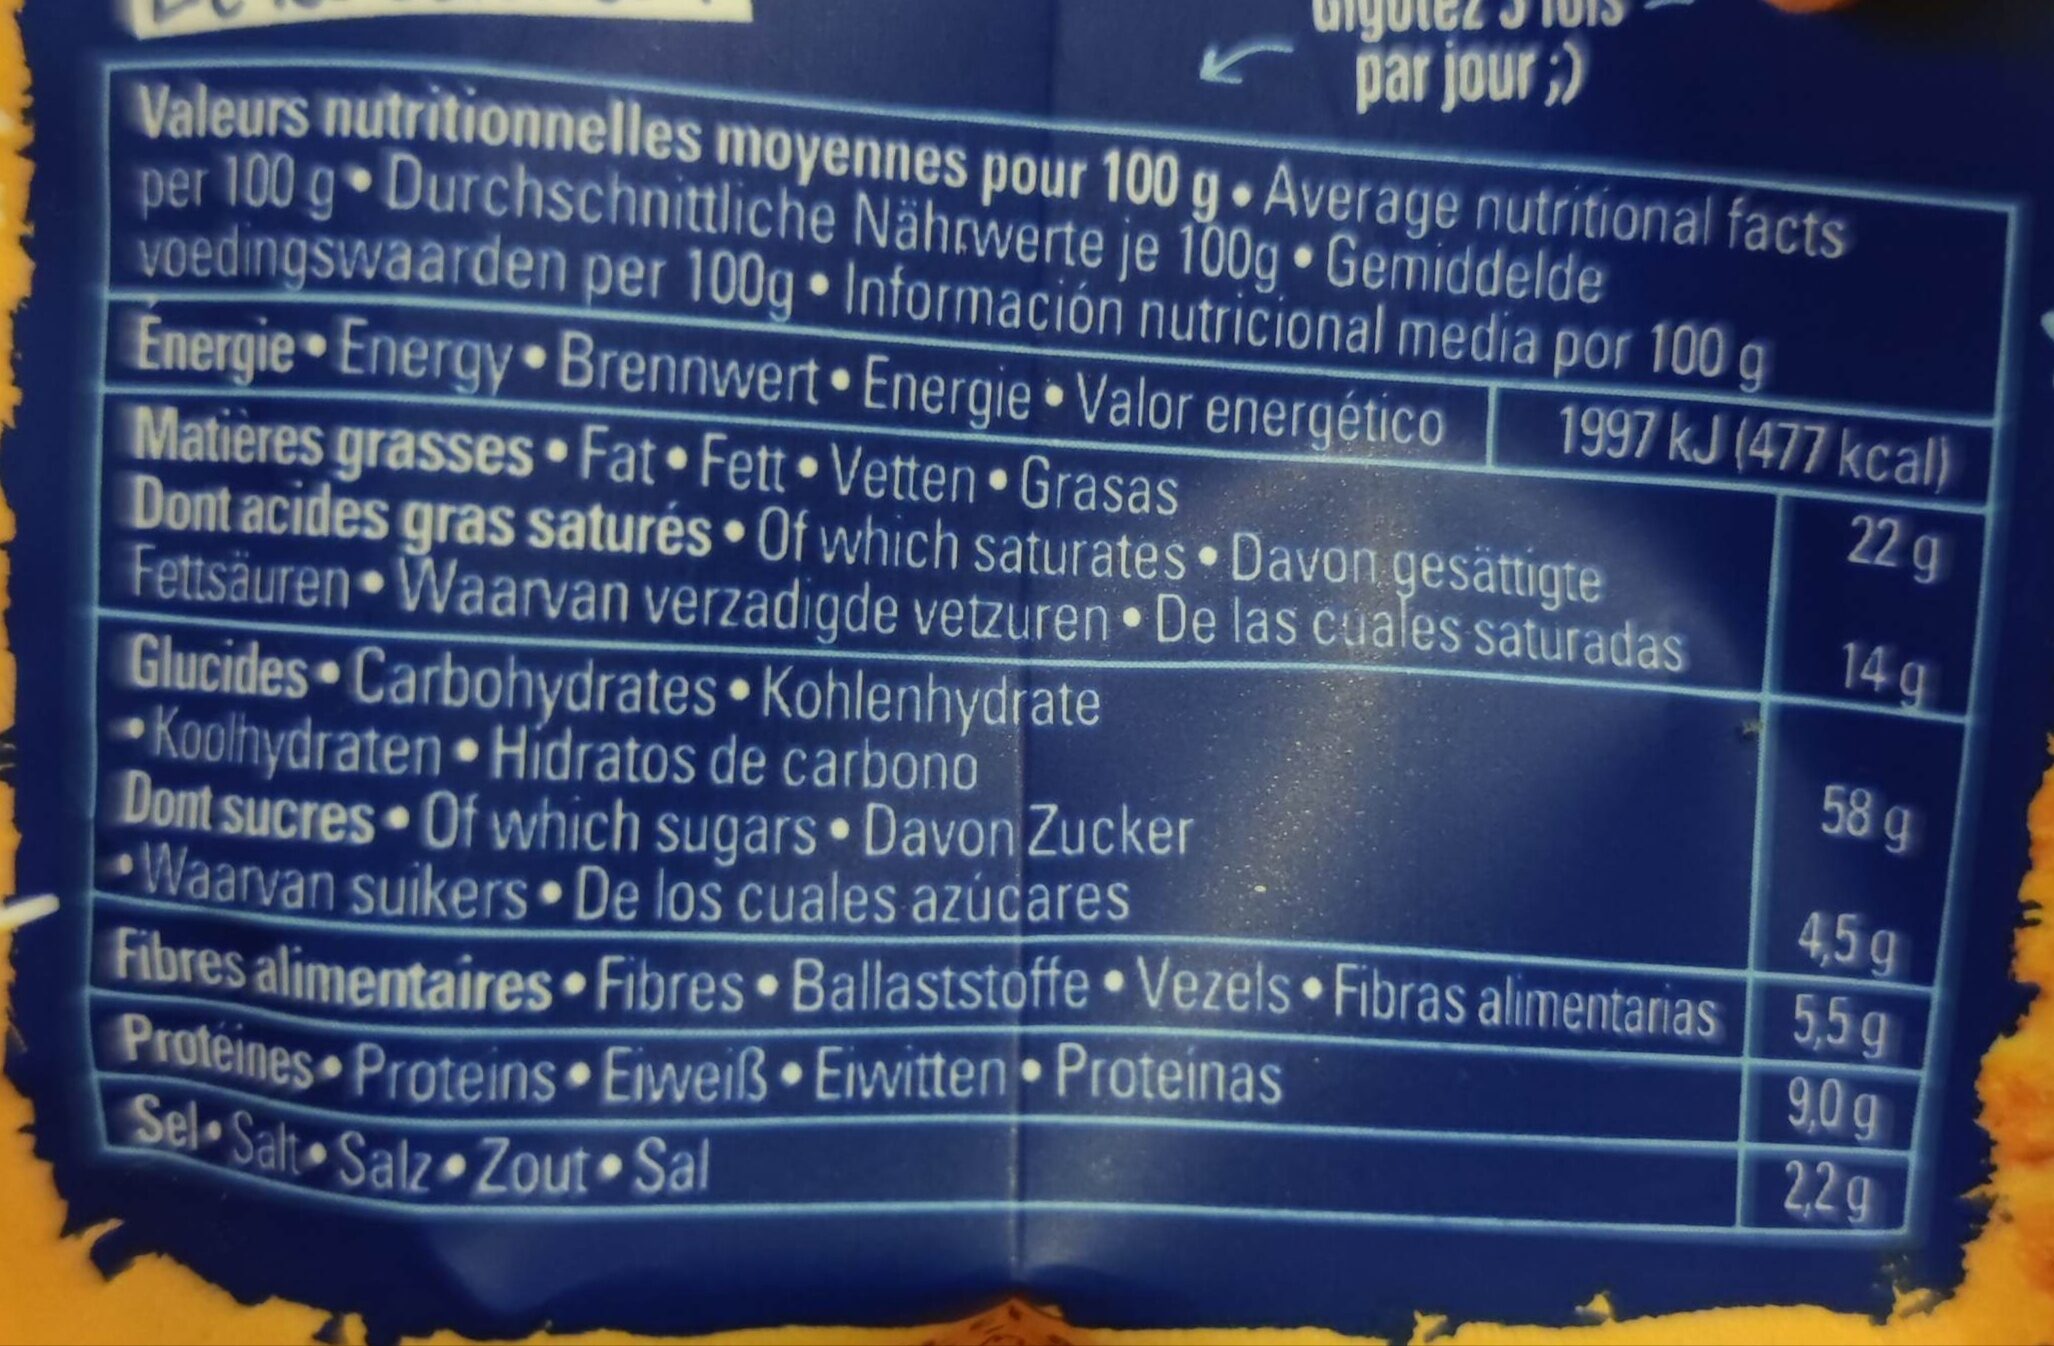 par jour ;)
Valeurs nutritionnelles moyennes pour 100 g • Average nutritional facts
per 100 g • Durchschnittliche Nährwerte je 100g • Gemiddelde
voedingswaarden per 100g • Información nutricional media por 100 g
Énergie • Energy • Brennwert • Energie • Valor energético 1997 kJ (477 kcal)
Matières grasses • Fat • Fett • Vetten • Grasas 22 g
Dont acides gras saturés • Of which saturates • Davon gesättigte
Fettsäuren • Waarvan verzadigde vetzuren • De las cuales saturadas 14 g
Glucides • Carbohydrates • Kohlenhydrate
• Koolhydraten • Hidratos de carbono 58 g
Dont sucres • Of which sugars • Davon Zucker
• Waarvan suikers • De los cuales azúcares 4,5 g
Fibres alimentaires • Fibres • Ballaststoffe • Vezels • Fibras alimentarias 5,5 g
Protéines • Proteins • Eiweiß • Eiwitten • Proteínas 9,0 g
Sel • Salt • Salz • Zout • Sal 2,2 g